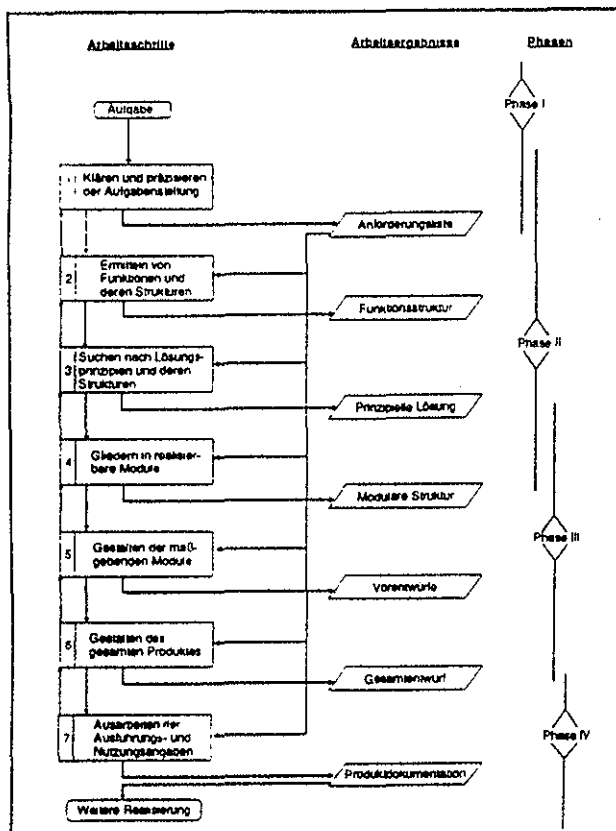 Arbeitsschritte Arbeitsergebnisse Phasen
Aufgabe
Phase I
1 Klären und präzisieren
der Aufgabenstellung
Anforderungsliste
2 Ermitteln von
Funktionen und
deren Strukturen
Funktionsstruktur
Phase II
3 Suchen nach Lösungs-
prinzipien und deren
Strukturen
Prinzipielle Lösung
4 Gliedern in realisier-
bare Module
Modulare Struktur
Phase III
5 Gestalten der maß-
gebenden Module
Vorentwürfe
6 Gestalten des
gesamten Produktes
Gesamtentwurf
Phase IV
7 Ausarbeiten der
Ausführungs- und
Nutzungsangaben
Produktdokumentation
Weitere Realisierung